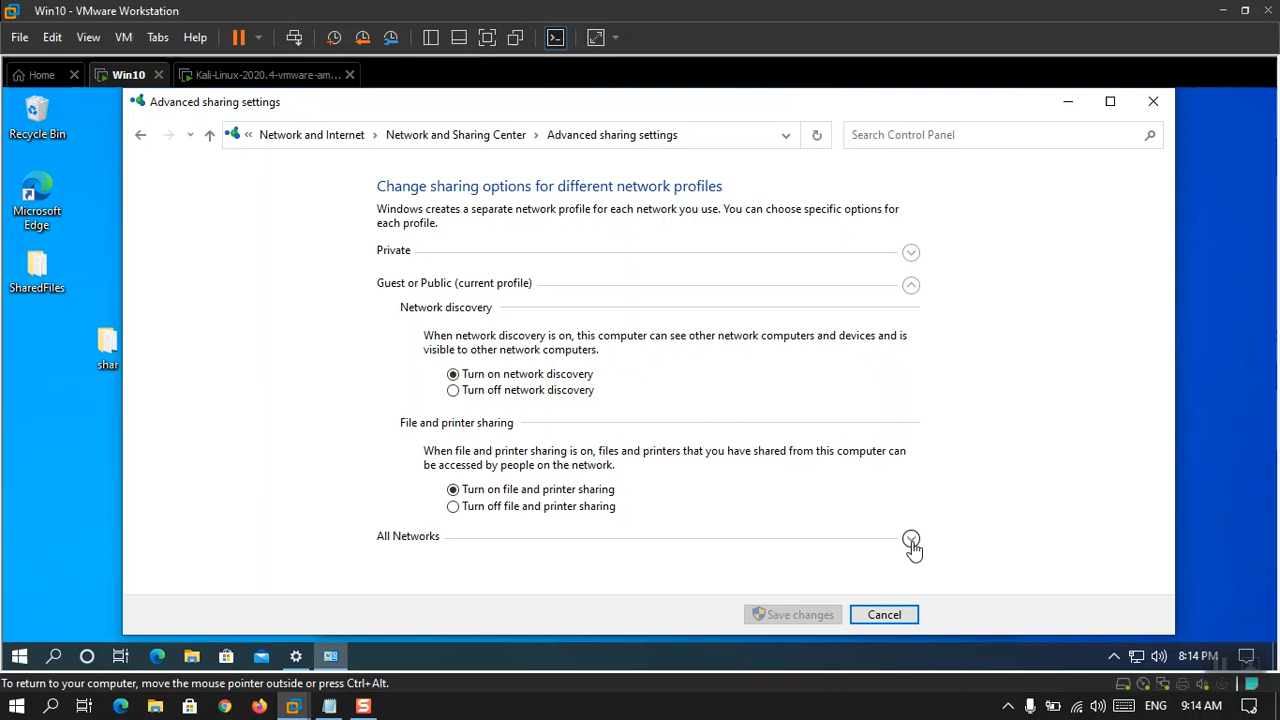 Win10 - VMware Workstation
File Edit View VM Tabs Help
Home Win10 Kali-Linux-2020.4-vmware-am...
Recycle Bin
Microsoft
Edge
SharedFiles
shar
Advanced sharing settings
« Network and Internet > Network and Sharing Center > Advanced sharing settings
Search Control Panel
Change sharing options for different network profiles
Windows creates a separate network profile for each network you use. You can choose specific options for
each profile.
Private
Guest or Public (current profile)
Network discovery
When network discovery is on, this computer can see other network computers and devices and is
visible to other network computers.
Turn on network discovery
Turn off network discovery
File and printer sharing
When file and printer sharing is on, files and printers that you have shared from this computer can
be accessed by people on the network.
Turn on file and printer sharing
Turn off file and printer sharing
All Networks
Save changes Cancel
8:14 PM
To return to your computer, move the mouse pointer outside or press Ctrl+Alt.
ENG 9:14 AM